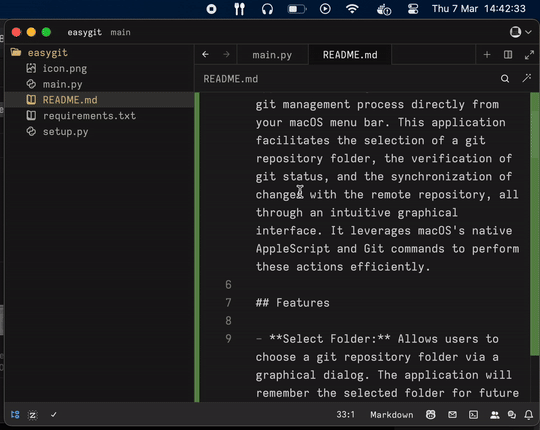 Thu 7 Mar 14:42:33
easygit main
easygit
icon.png
main.py
README.md
requirements.txt
setup.py
main.py README.md
README.md
git management process directly from
your macOS menu bar. This application
facilitates the selection of a git
repository folder, the verification of
git status, and the synchronization of
changes with the remote repository, all
through an intuitive graphical
interface. It leverages macOS's native
AppleScript and Git commands to perform
these actions efficiently.
6
7 ## Features
8
9 - **Select Folder:** Allows users to
choose a git repository folder via a
graphical dialog. The application will
remember the selected folder for future
33:1 Markdown